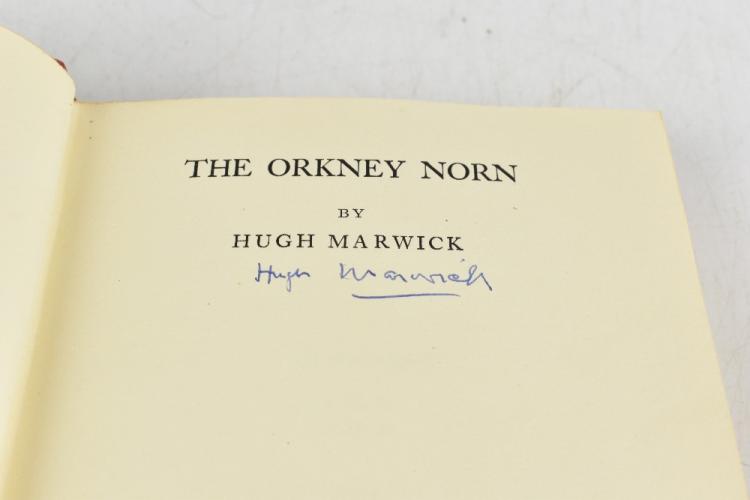 THE ORKNEY NORN
BY
HUGH MARWICK
Hugh Marwick